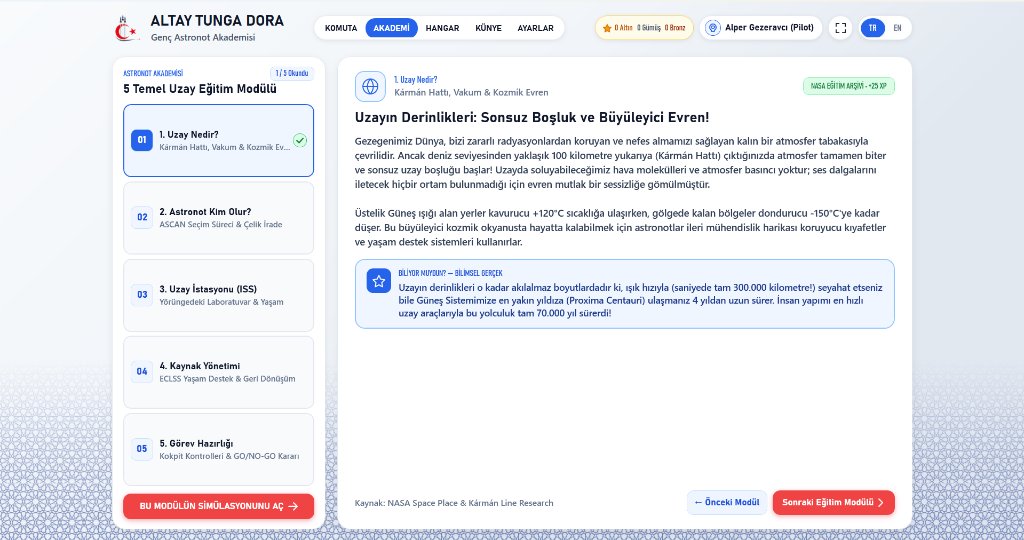 ALTAY TUNGA DORA
Genç Astronot Akademisi
KOMUTA
AKADEMİ
HANGAR
KÜNYE
AYARLAR
0 Altın 0 Gümüş 0 Bronz
Alper Gezeravcı (Pilot)
TR
EN
ASTRONOT AKADEMİSİ
1 / 5 Okundu
5 Temel Uzay Eğitim Modülü
01
1. Uzay Nedir?
Kármán Hattı, Vakum & Kozmik Ev...
02
2. Astronot Kim Olur?
ASCAN Seçim Süreci & Çelik İrade
03
3. Uzay İstasyonu (ISS)
Yörüngedeki Laboratuvar & Yaşam
04
4. Kaynak Yönetimi
ECLSS Yaşam Destek & Geri Dönüşüm
05
5. Görev Hazırlığı
Kokpit Kontrolleri & GO/NO-GO Kararı
BU MODÜLÜN SİMÜLASYONUNU AÇ →
1. Uzay Nedir?
Kármán Hattı, Vakum & Kozmik Evren
NASA EĞİTİM ARŞİVİ · +25 XP
Uzayın Derinlikleri: Sonsuz Boşluk ve Büyüleyici Evren!
Gezegenimiz Dünya, bizi zararlı radyasyonlardan koruyan ve nefes almamızı sağlayan kalın bir atmosfer tabakasıyla
çevrilidir. Ancak deniz seviyesinden yaklaşık 100 kilometre yukarıya (Kármán Hattı) çıktığınızda atmosfer tamamen biter
ve sonsuz uzay boşluğu başlar! Uzayda soluyabileceğimiz hava molekülleri ve atmosfer basıncı yoktur; ses dalgalarını
iletecek hiçbir ortam bulunmadığı için evren mutlak bir sessizliğe gömülmüştür.
Üstelik Güneş ışığı alan yerler kavurucu +120°C sıcaklığa ulaşırken, gölgede kalan bölgeler dondurucu -150°C'ye kadar
düşer. Bu büyüleyici kozmik okyanusta hayatta kalabilmek için astronotlar ileri mühendislik harikası koruyucu kıyafetler
ve yaşam destek sistemleri kullanırlar.
BİLİYOR MUYDUN? — BİLİMSEL GERÇEK
Uzayın derinlikleri o kadar akılalmaz boyutlardadır ki, ışık hızıyla (saniyede tam 300.000 kilometre!) seyahat etseniz
bile Güneş Sistemimize en yakın yıldıza (Proxima Centauri) ulaşmanız 4 yıldan uzun sürer. İnsan yapımı en hızlı
uzay araçlarıyla bu yolculuk tam 70.000 yıl sürerdi!
Kaynak: NASA Space Place & Kármán Line Research
← Önceki Modül
Sonraki Eğitim Modülü